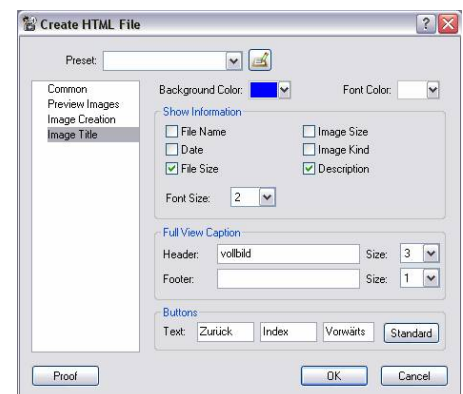 Create HTML File
Preset:
Common
Preview Images
Image Creation
Image Title
Background Color: Font Color:
Show Information
File Name Image Size
Date Image Kind
File Size Description
Font Size: 2
Full View Caption
Header: vollbild Size: 3
Footer: Size: 1
Buttons
Text: Zurück Index Vorwärts Standard
Proof OK Cancel